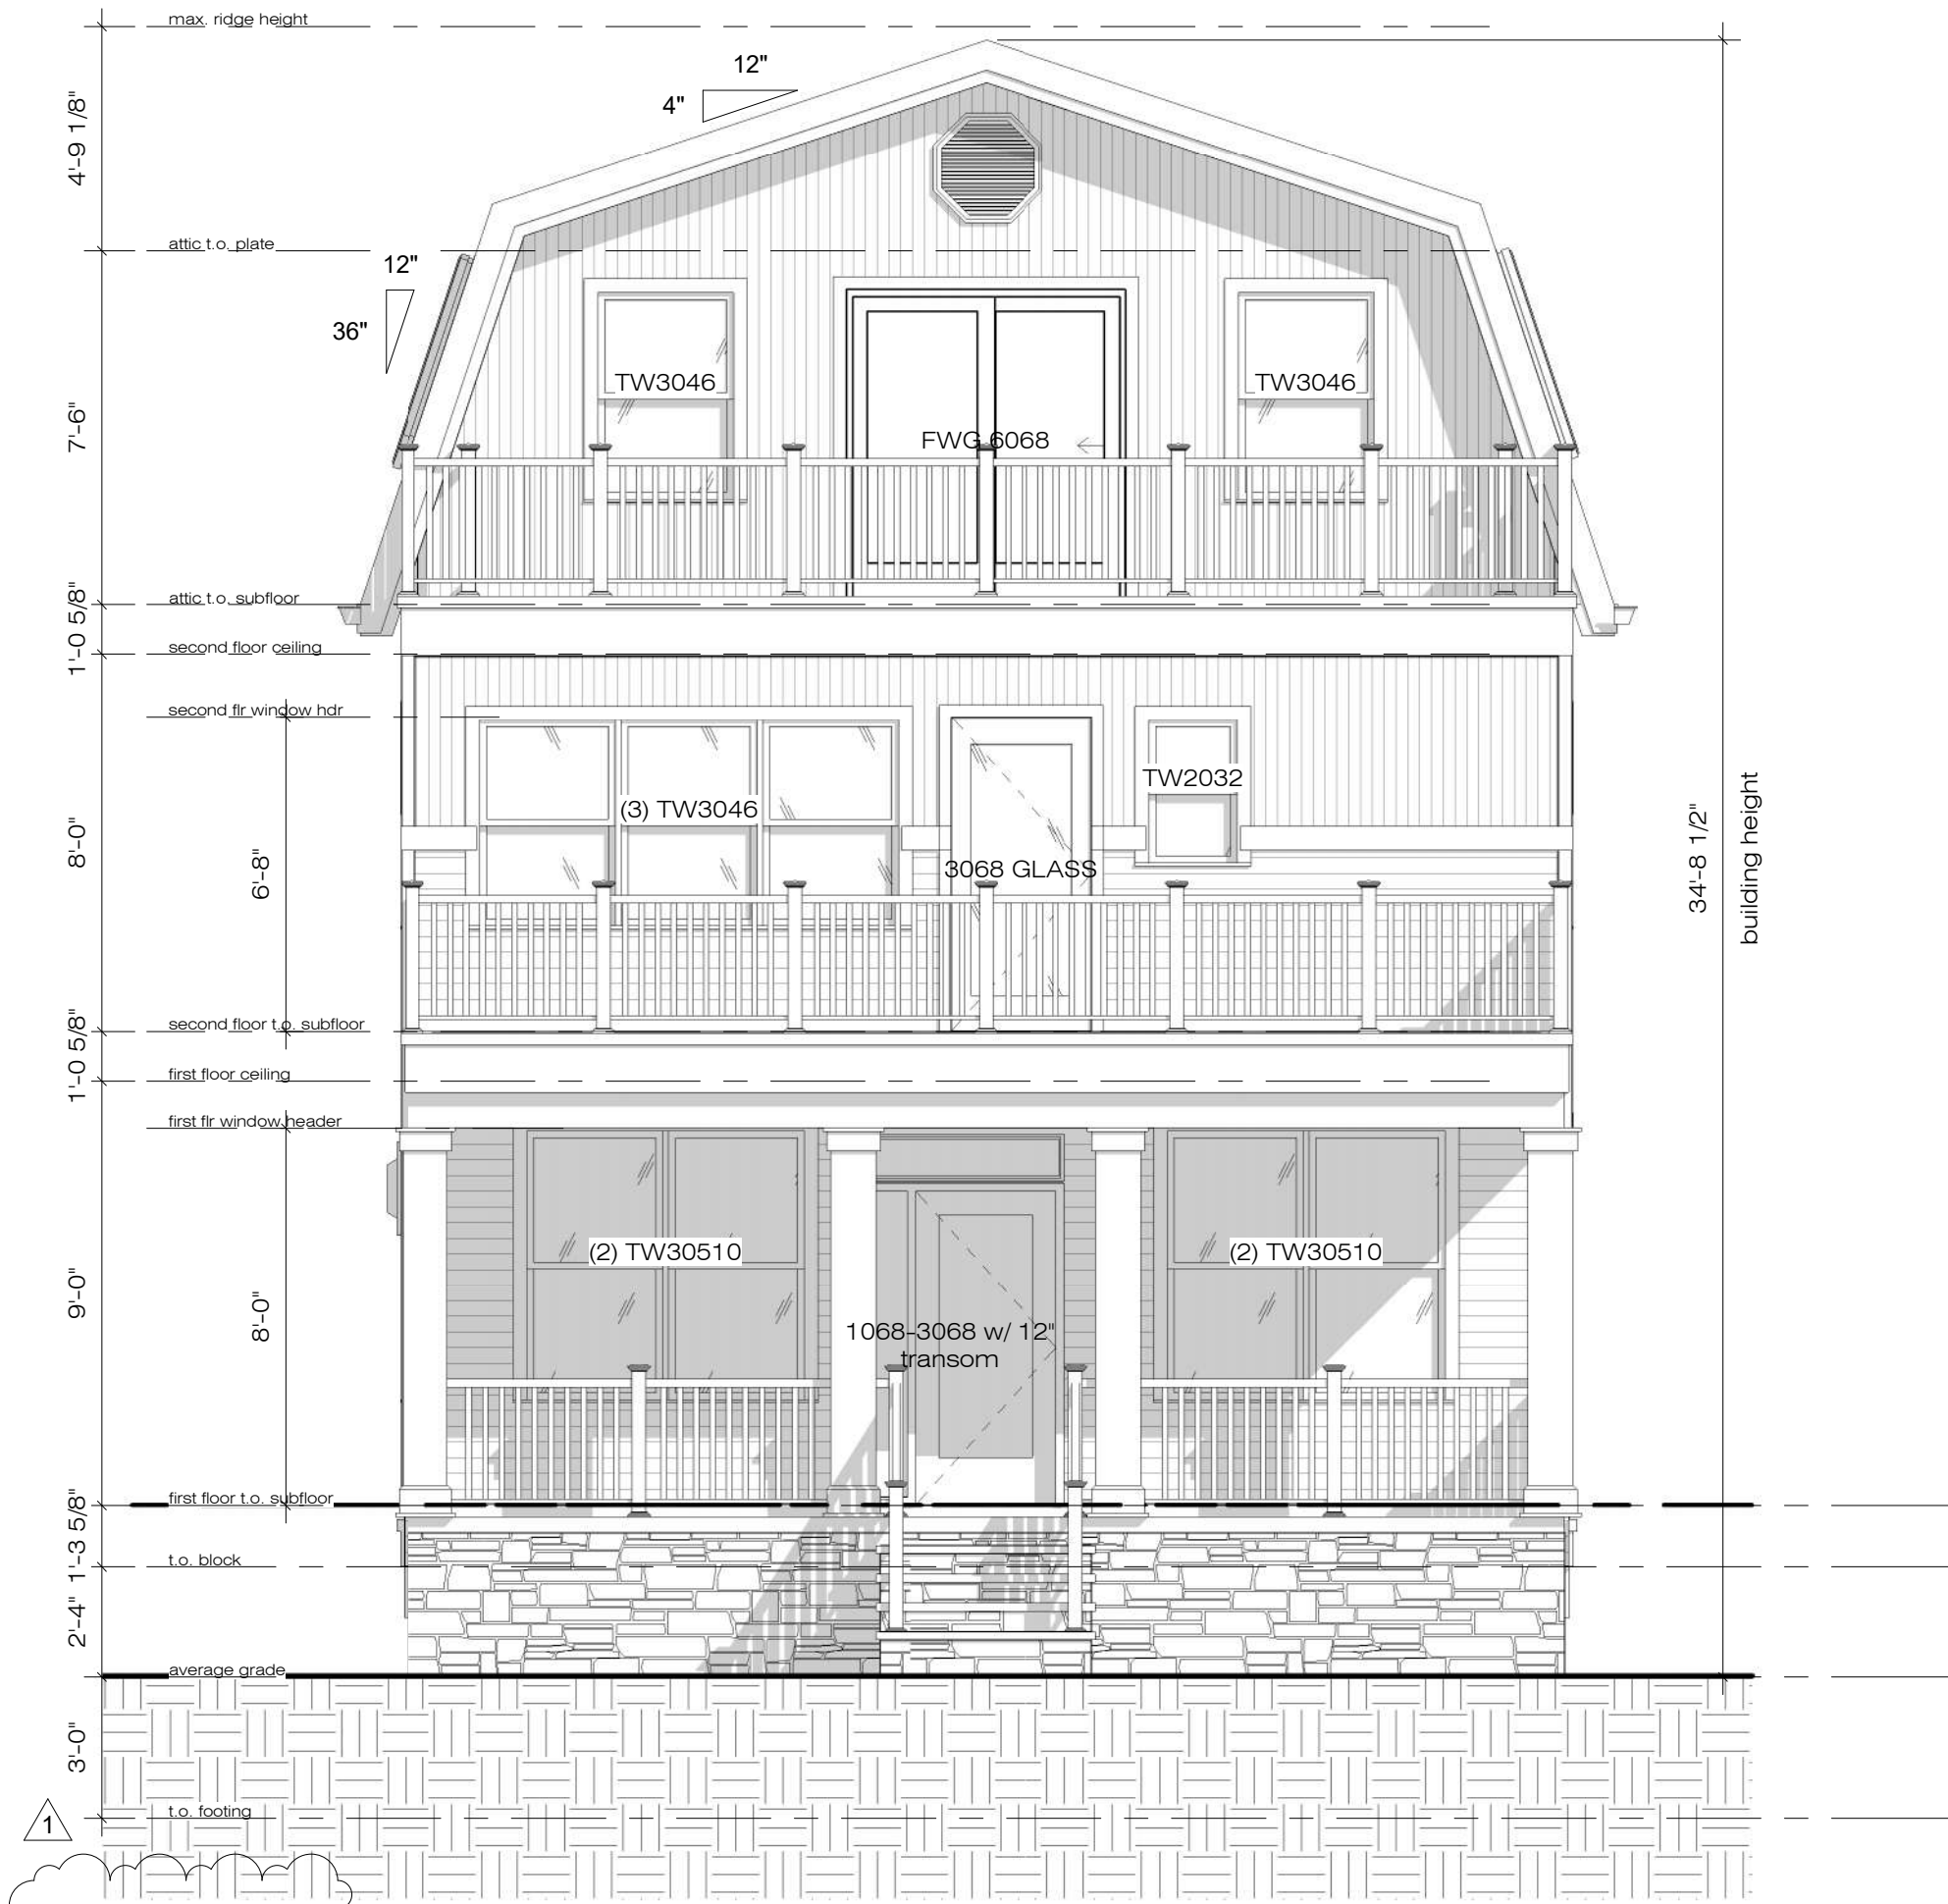 max. ridge height
12"
4"
4'-9 1/8"
attic t.o. plate
12"
36"
TW3046
TW3046
FWG 6068
7'-6"
attic t.o. subfloor
1'-0 5/8"
second floor ceiling
second flr window hdr
TW2032
(3) TW3046
8'-0"
6'-8"
3068 GLASS
34'-8 1/2"
building height
second floor t.o. subfloor
1'-0 5/8"
first floor ceiling
first flr window header
(2) TW30510
(2) TW30510
9'-0"
8'-0"
1068-3068 w/ 12"
transom
first floor t.o. subfloor
1'-3 5/8"
t.o. block
2'-4"
average grade
3'-0"
t.o. footing
1